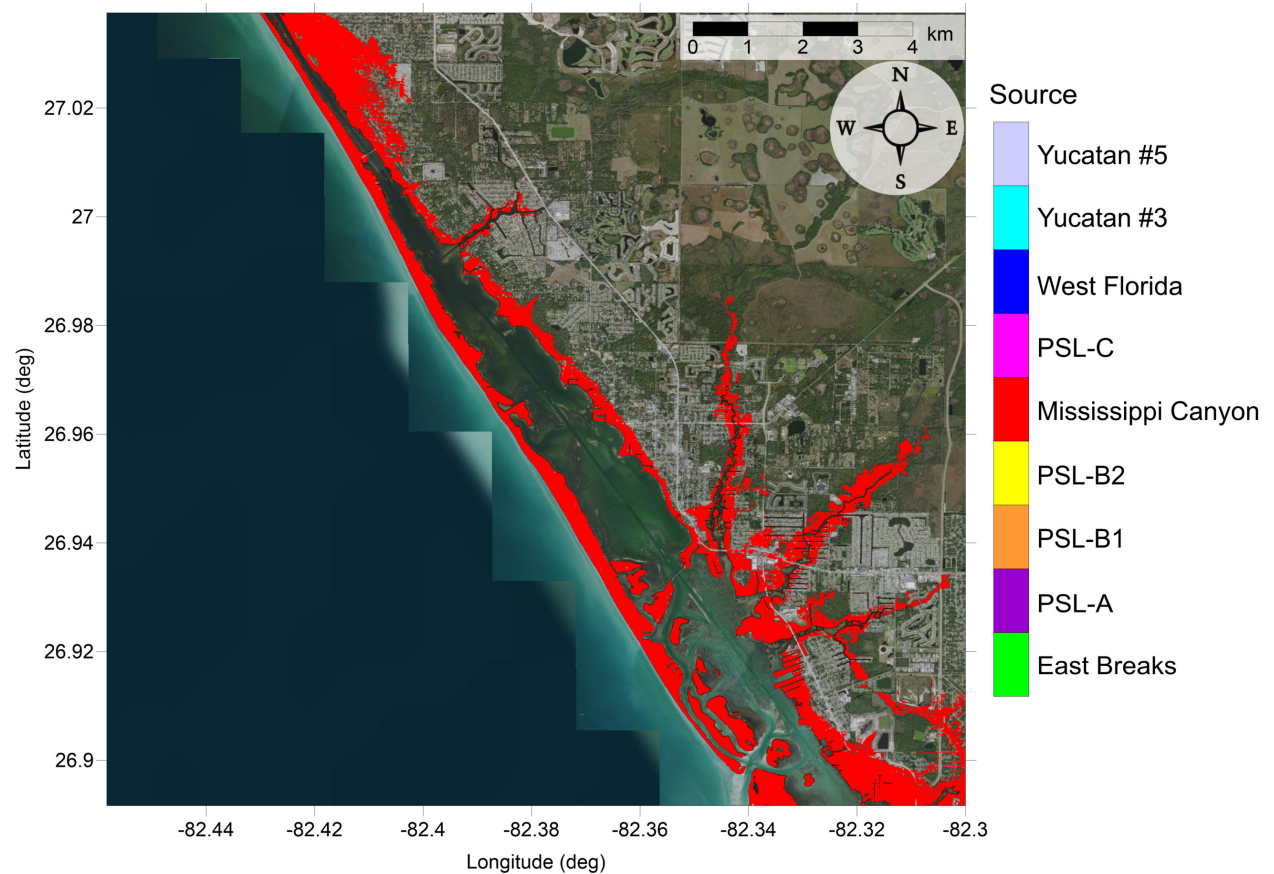 0 1 2 3 4 km
N
W E
S
Source
Yucatan #5
Yucatan #3
West Florida
PSL-C
Mississippi Canyon
PSL-B2
PSL-B1
PSL-A
East Breaks
27.02
27
26.98
26.96
26.94
26.92
26.9
Latitude (deg)
-82.44 -82.42 -82.4 -82.38 -82.36 -82.34 -82.32 -82.3
Longitude (deg)